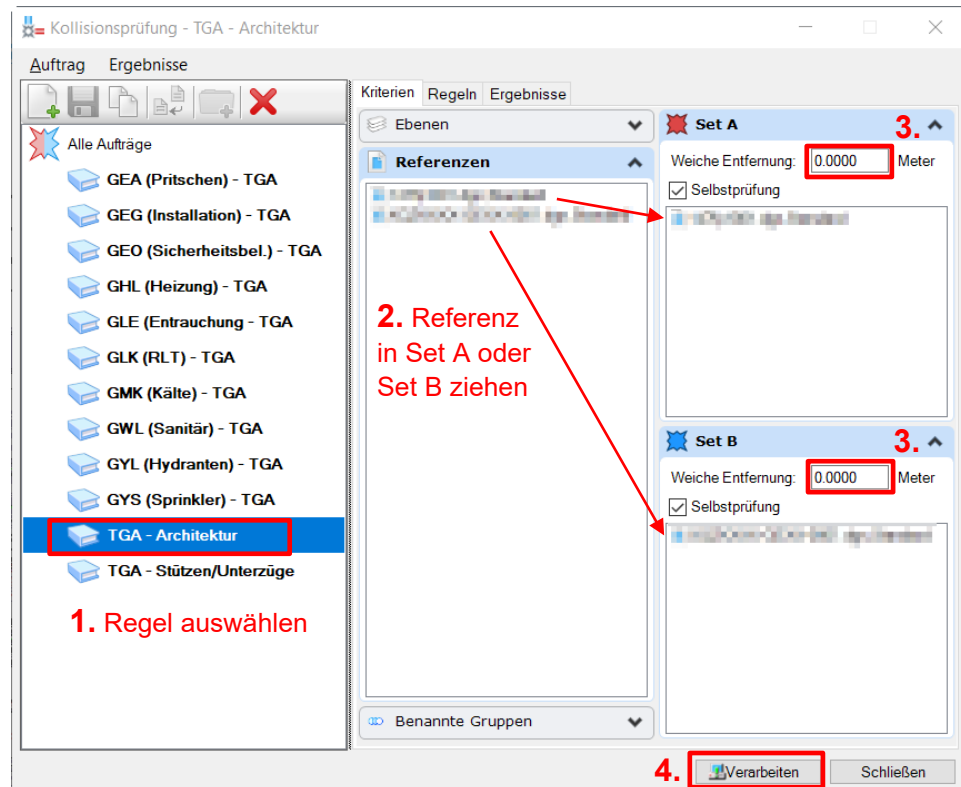 Kollisionsprüfung - TGA - Architektur
Auftrag Ergebnisse
Alle Aufträge
GEA (Pritschen) - TGA
GEG (Installation) - TGA
GEO (Sicherheitsbel.) - TGA
GHL (Heizung) - TGA
GLE (Entrauchung - TGA
GLK (RLT) - TGA
GMK (Kälte) - TGA
GWL (Sanitär) - TGA
GYL (Hydranten) - TGA
GYS (Sprinkler) - TGA
TGA - Architektur
TGA - Stützen/Unterzüge
1. Regel auswählen
Kriterien Regeln Ergebnisse
Ebenen
Referenzen
2. Referenz
in Set A oder
Set B ziehen
Benannte Gruppen
Set A 3.
Weiche Entfernung: 0.0000 Meter
Selbstprüfung
Set B 3.
Weiche Entfernung: 0.0000 Meter
Selbstprüfung
4. Verarbeiten Schließen